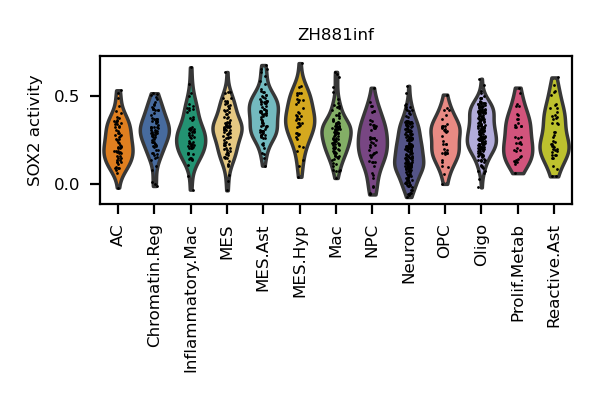 ZH881inf
SOX2 activity
0.5
0.0
AC
Chromatin.Reg
Inflammatory.Mac
MES
MES.Ast
MES.Hyp
Mac
NPC
Neuron
OPC
Oligo
Prolif.Metab
Reactive.Ast